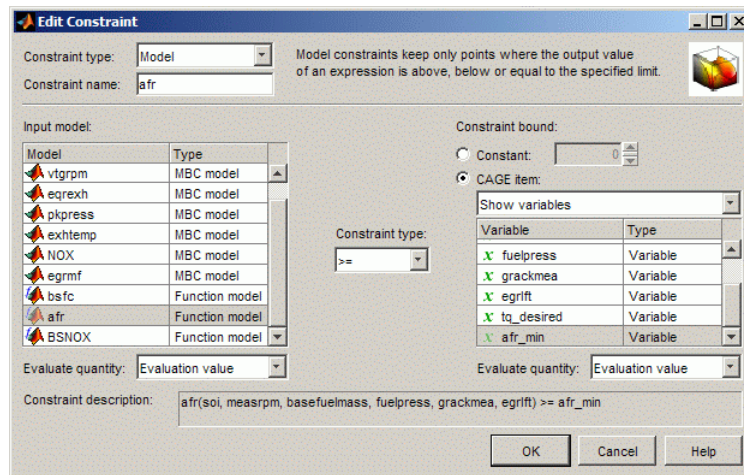 Edit Constraint
Constraint type: Model
Model constraints keep only points where the output value
of an expression is above, below or equal to the specified limit.
Constraint name: afr
Input model:
Model Type
vtgrpm MBC model
eqrexh MBC model
pkpress MBC model
exhtemp MBC model
NOX MBC model
egrmf MBC model
bsfc Function model
afr Function model
BSNOX Function model
Evaluate quantity: Evaluation value
Constraint type:
>=
Constraint bound:
Constant: 0
CAGE item:
Show variables
Variable Type
x fuelpress Variable
x grackmea Variable
x egrlft Variable
x tq_desired Variable
x afr_min Variable
Evaluate quantity: Evaluation value
Constraint description: afr(soi, measrpm, basefuelmass, fuelpress, grackmea, egrlft) >= afr_min
OK Cancel Help